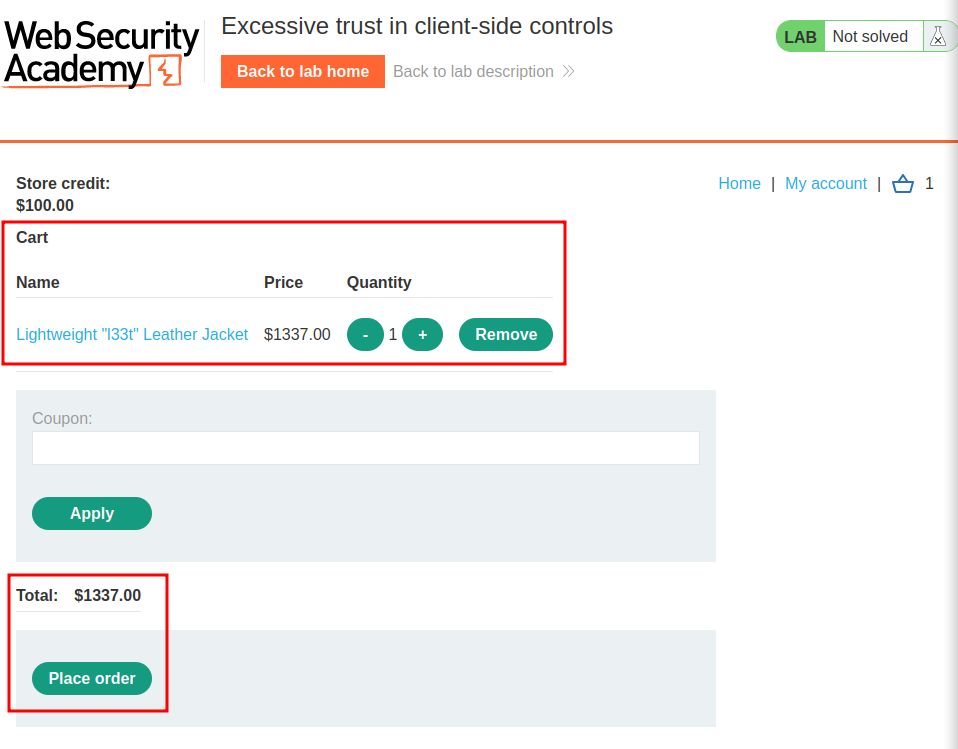 Web Security
Academy
Excessive trust in client-side controls
Back to lab home
Back to lab description
LAB
Not solved
Store credit:
$100.00
Home | My account | 1
Cart
Name Price Quantity
Lightweight "l33t" Leather Jacket $1337.00 - 1 + Remove
Coupon:
Apply
Total: $1337.00
Place order